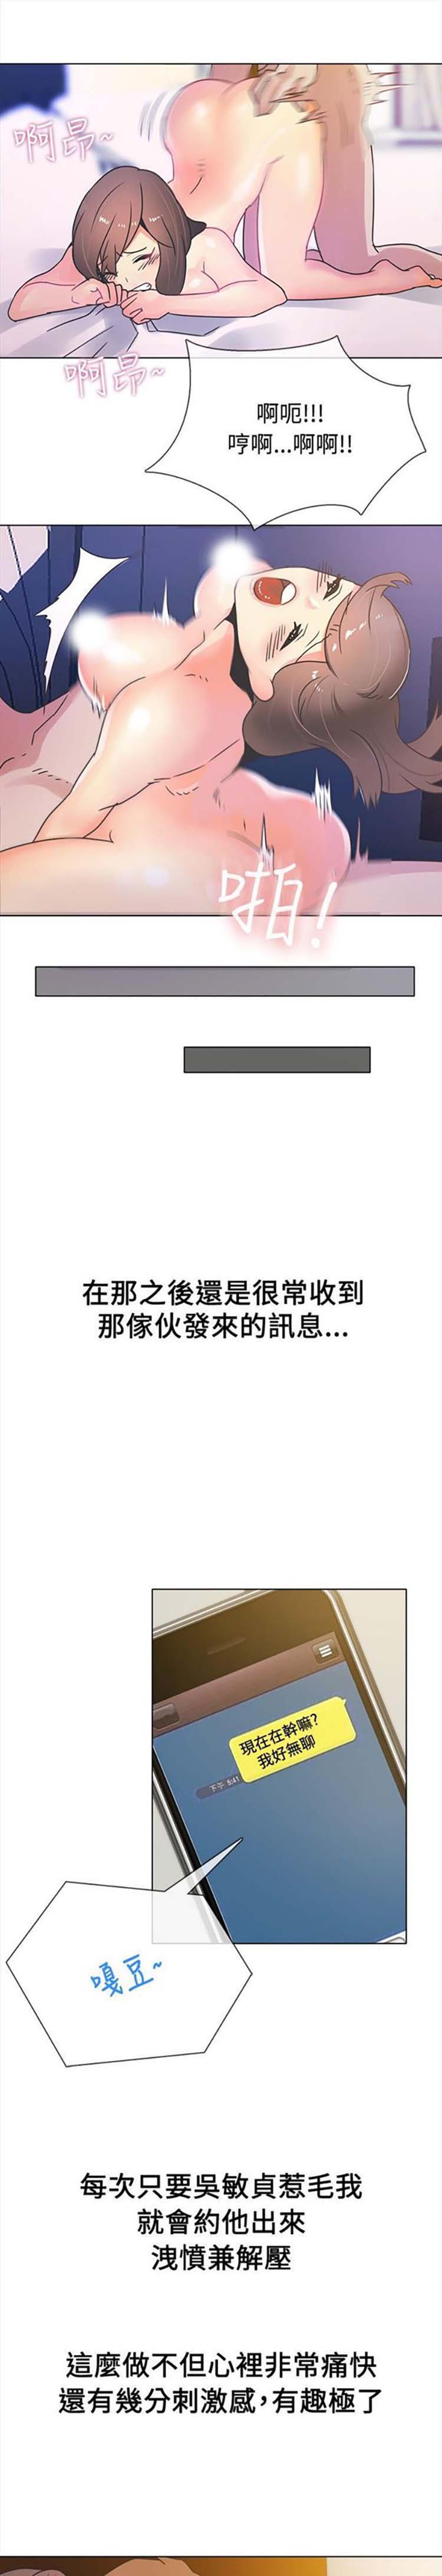 啊昂~
啊昂~
啊呃!!!
哼啊...啊啊!!
啪!
在那之後還是很常收到
那傢伙發來的訊息...
現在在幹嘛?
我好無聊
下午 8:41
嘎豆~
每次只要吳敏貞惹毛我
就會約他出來
洩憤兼解壓
這麼做不但心裡非常痛快
還有幾分刺激感,有趣極了